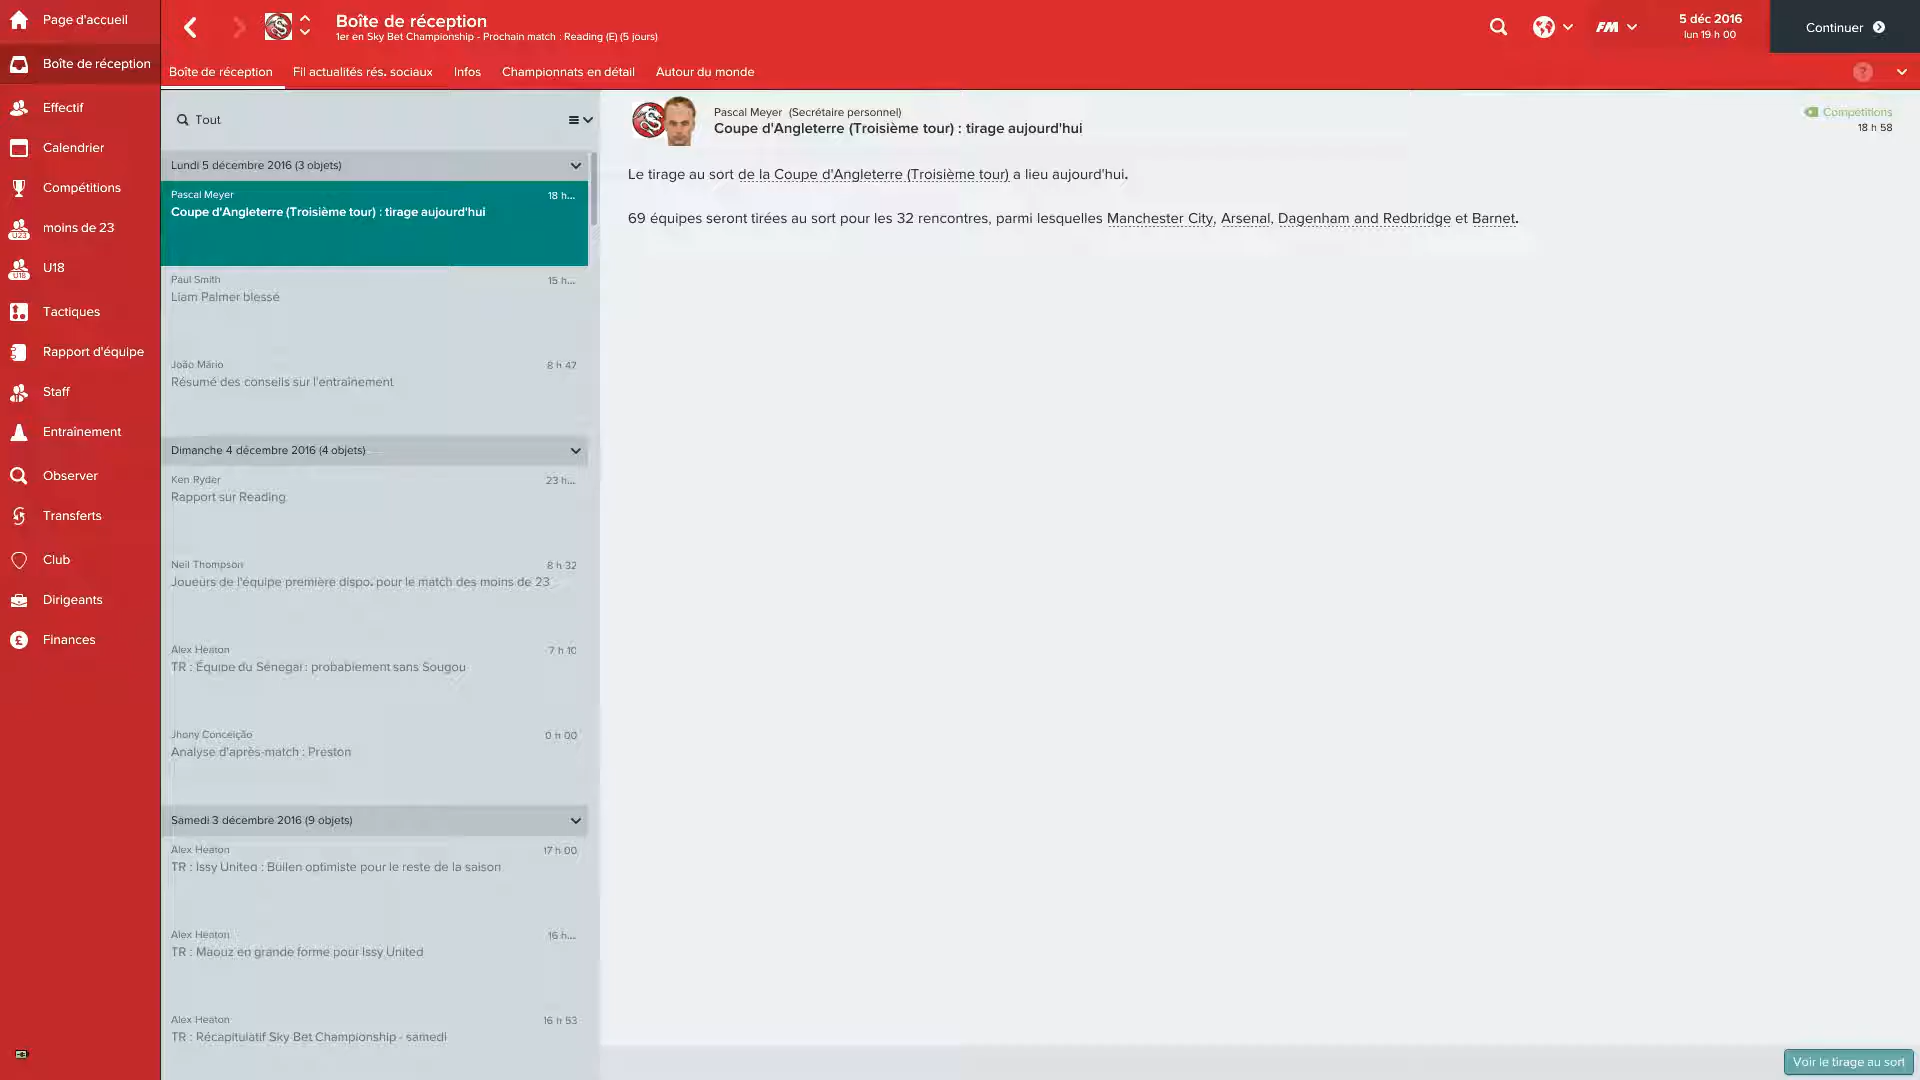 Page d'accueil
Boîte de réception
Effectif
Calendrier
Compétitions
moins de 23
U18
Tactiques
Rapport d'équipe
Staff
Entraînement
Observer
Transferts
Club
Dirigeants
Finances
Boîte de réception
1er en Sky Bet Championship - Prochain match : Reading (E) (5 jours)
FM
5 déc 2016
lun 19 h 00
Continuer
Boîte de réception
Fil actualités rés. sociaux
Infos
Championnats en détail
Autour du monde
?
Tout
Lundi 5 décembre 2016 (3 objets)
Pascal Meyer
18 h...
Coupe d'Angleterre (Troisième tour) : tirage aujourd'hui
Paul Smith
15 h...
Liam Palmer blessé
João Mário
8 h 47
Résumé des conseils sur l'entraînement
Dimanche 4 décembre 2016 (4 objets)
Ken Ryder
23 h...
Rapport sur Reading
Neil Thompson
8 h 32
Joueurs de l'équipe première dispo. pour le match des moins de 23
Alex Heaton
7 h 10
TR : Équipe du Sénégal : probablement sans Sougou
Jhony Conceição
0 h 00
Analyse d'après-match : Preston
Samedi 3 décembre 2016 (9 objets)
Alex Heaton
17 h 00
TR : Issy United : Bülien optimiste pour le reste de la saison
Alex Heaton
16 h...
TR : Maouz en grande forme pour Issy United
Alex Heaton
16 h 53
TR : Récapitulatif Sky Bet Championship - samedi
Pascal Meyer (Secrétaire personnel)
Coupe d'Angleterre (Troisième tour) : tirage aujourd'hui
Compétitions
18 h 58
Le tirage au sort de la Coupe d'Angleterre (Troisième tour) a lieu aujourd'hui.
69 équipes seront tirées au sort pour les 32 rencontres, parmi lesquelles Manchester City, Arsenal, Dagenham and Redbridge et Barnet.
Voir le tirage au sort